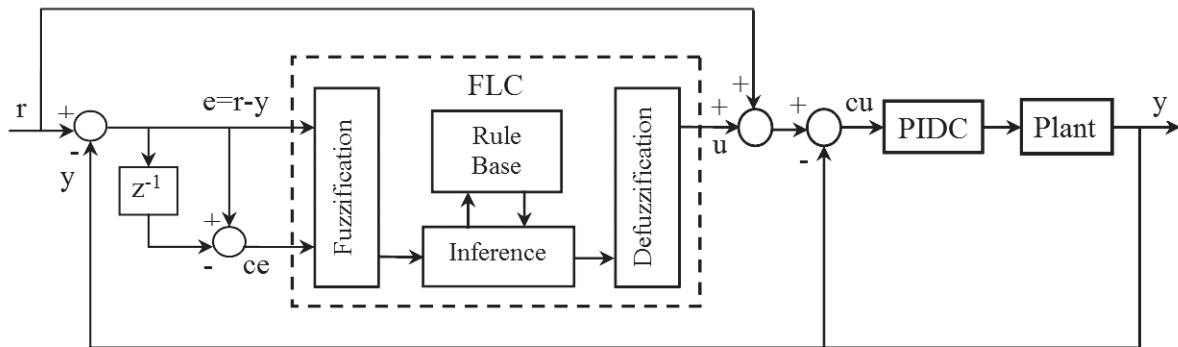 FLC
r
+
-
y
e=r-y
z-1
+
-
ce
Fuzzification
Rule
Base
Inference
Defuzzification
+
+
u
+
-
cu
PIDC
Plant
y